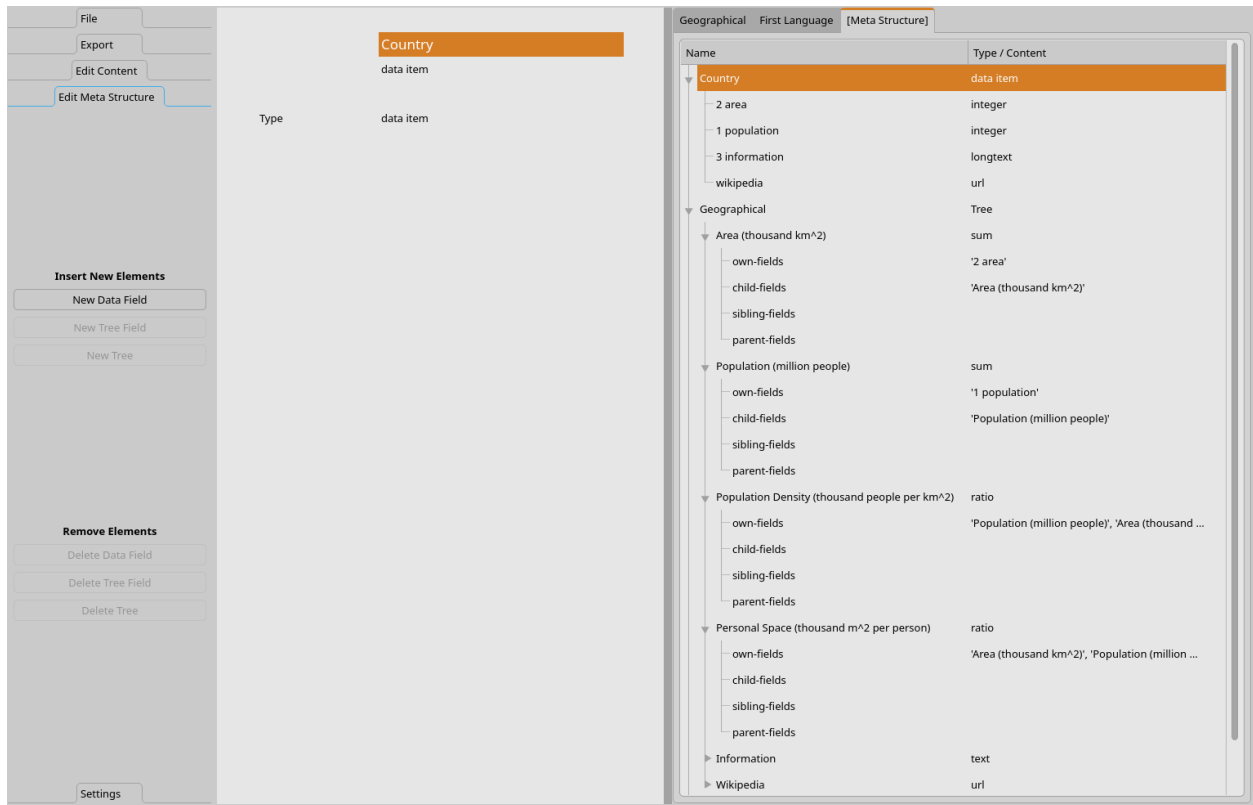 File
Export
Edit Content
Edit Meta Structure
Insert New Elements
New Data Field
New Tree Field
New Tree
Remove Elements
Delete Data Field
Delete Tree Field
Delete Tree
Settings
Country
data item
Type data item
Geographical First Language [Meta Structure]
Name Type / Content
Country data item
2 area integer
1 population integer
3 information longtext
wikipedia url
Geographical Tree
Area (thousand km^2) sum
own-fields '2 area'
child-fields 'Area (thousand km^2)'
sibling-fields
parent-fields
Population (million people) sum
own-fields '1 population'
child-fields 'Population (million people)'
sibling-fields
parent-fields
Population Density (thousand people per km^2) ratio
own-fields 'Population (million people)', 'Area (thousand ...
child-fields
sibling-fields
parent-fields
Personal Space (thousand m^2 per person) ratio
own-fields 'Area (thousand km^2)', 'Population (million ...
child-fields
sibling-fields
parent-fields
Information text
Wikipedia url